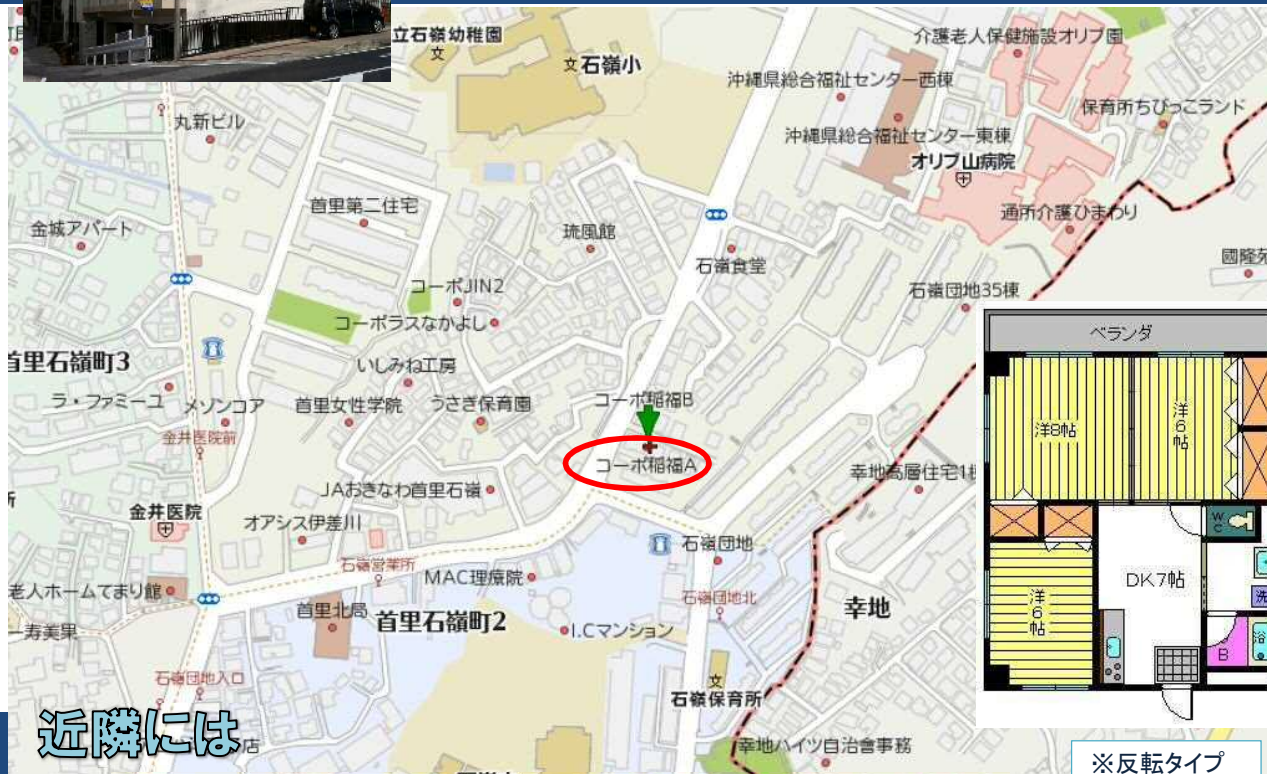 立石嶺幼稚園
文
文石嶺小
介護老人保健施設オリブ園
沖縄県総合福祉センター西棟
保育所ちびっこランド
丸新ビル
沖縄県総合福祉センター東棟
オリブ山病院
首里第二住宅
通所介護ひまわり
金城アパート
琉風館
國隆苑
石嶺食堂
コーポJIN2
石嶺団地35棟
コーポラスなかよし
ベランダ
首里石嶺町3
いしみね工房
ラ・ファミーユ
メゾンコア
首里女性学院
うさぎ保育園
コーポ稲福B
洋8帖
洋6帖
金井医院前
コーポ稲福A
幸地高層住宅1
JAおきなわ首里石嶺
金井医院
オアシス伊差川
WC
石嶺団地
石嶺営業所
MAC理療院
DK7帖
老人ホームてまり館
洗
石嶺団地北
洋6帖
首里北局
首里石嶺町2
幸地
寿美里
I.Cマンション
浴
B
石嶺団地入口
文
石嶺保育所
近隣には
店
幸地ハイツ自治會事務
※反転タイプ